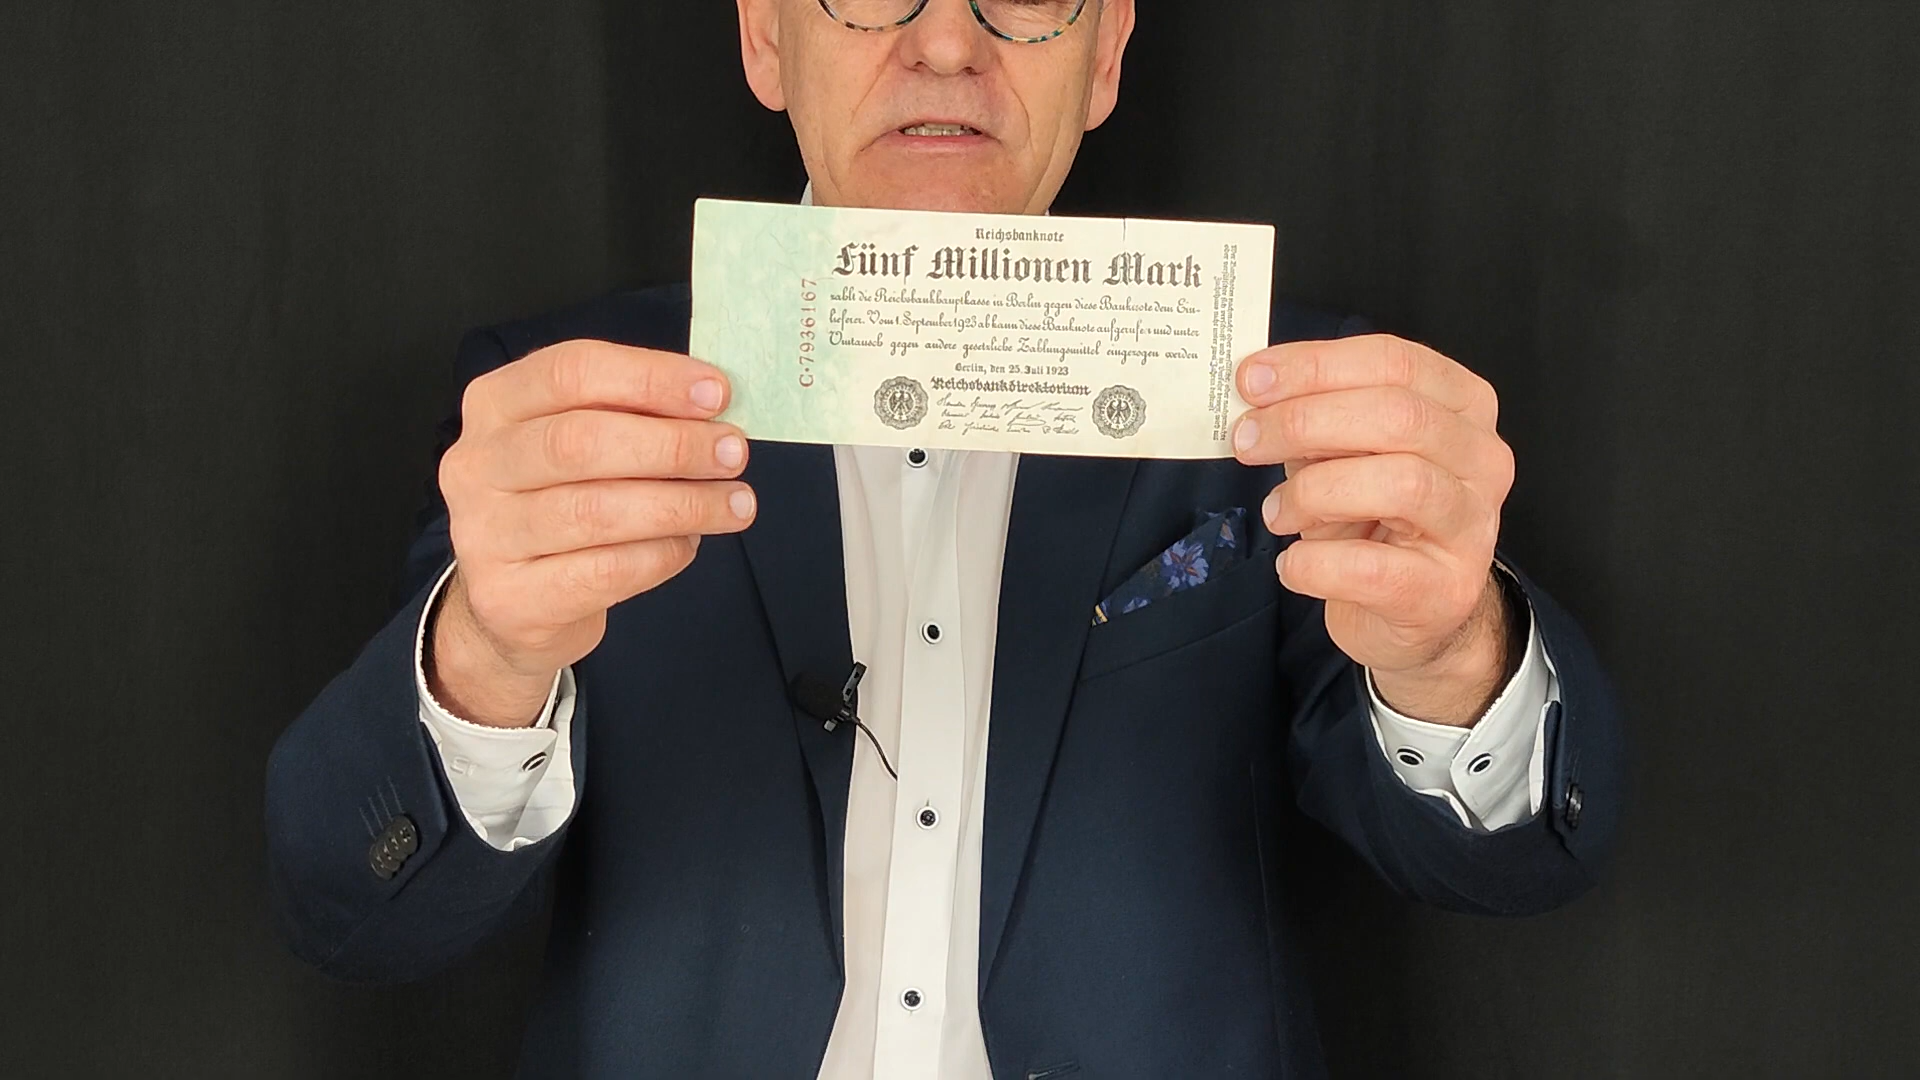 Reichsbanknote
Fünf Millionen Mark
zahlt die Reichsbankhauptkasse in Berlin gegen diese Banknote dem Ein-
lieferer. Vom 1. September 1923 ab kann diese Banknote aufgerufen und unter
Umtausch gegen andere gesetzliche Zahlungsmittel eingezogen werden
Berlin, den 25. Juli 1923
Reichsbankdirektorium
C·7936167